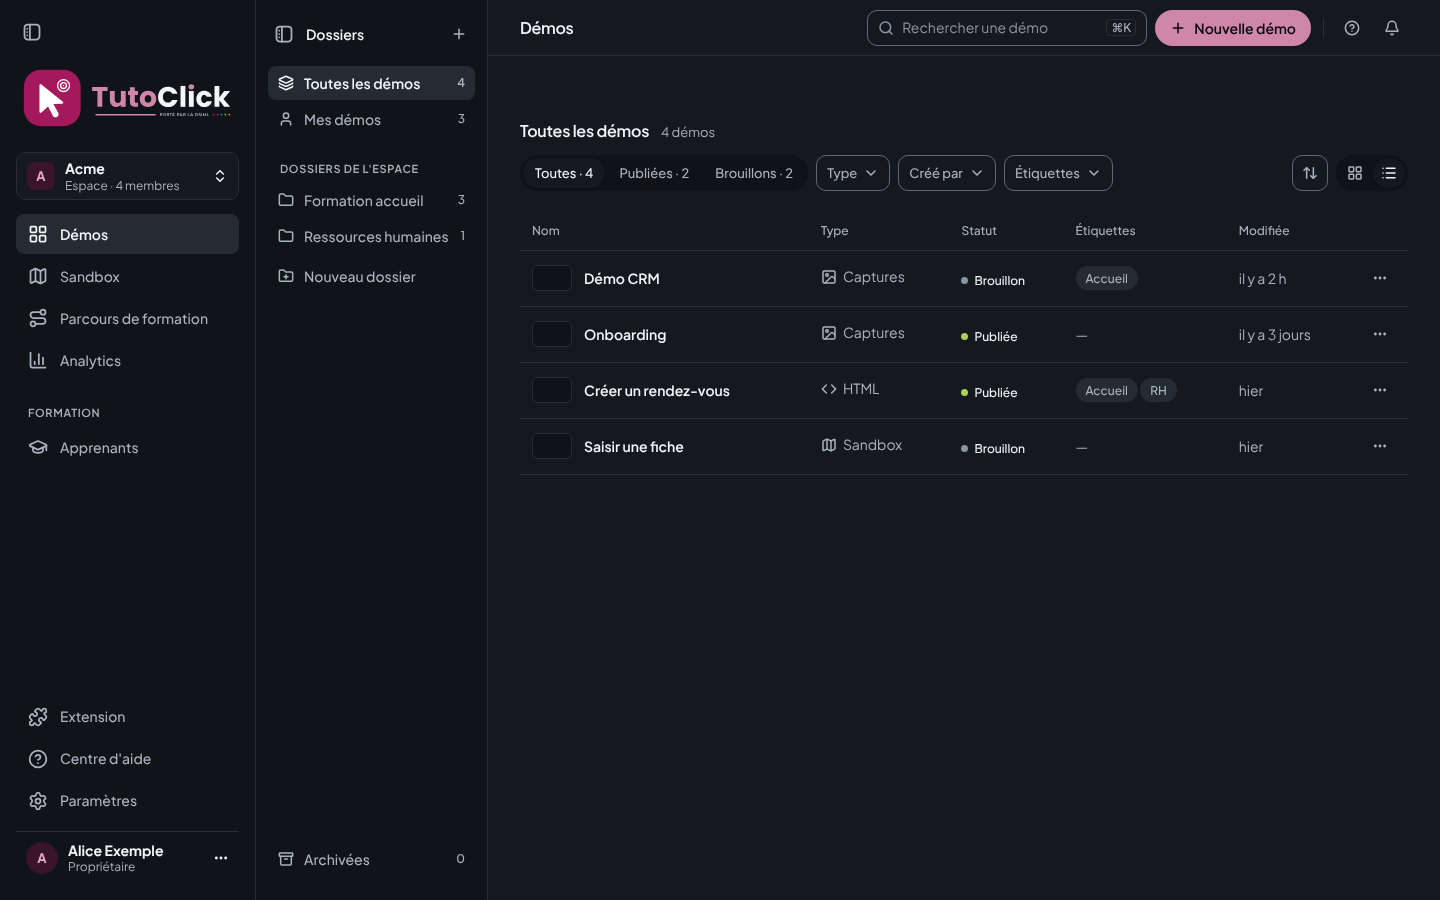 TutoClick
PORTÉ PAR LA DSIML
A
Acme
Espace · 4 membres
Démos
Sandbox
Parcours de formation
Analytics
FORMATION
Apprenants
Extension
Centre d'aide
Paramètres
A
Alice Exemple
Propriétaire
Dossiers
Toutes les démos 4
Mes démos 3
DOSSIERS DE L'ESPACE
Formation accueil 3
Ressources humaines 1
Nouveau dossier
Archivées 0
Démos
Rechercher une démo ⌘K
Nouvelle démo
Toutes les démos 4 démos
Toutes · 4 Publiées · 2 Brouillons · 2 Type Créé par Étiquettes
Nom Type Statut Étiquettes Modifiée
Démo CRM Captures Brouillon Accueil il y a 2 h
Onboarding Captures Publiée — il y a 3 jours
Créer un rendez-vous HTML Publiée Accueil RH hier
Saisir une fiche Sandbox Brouillon — hier